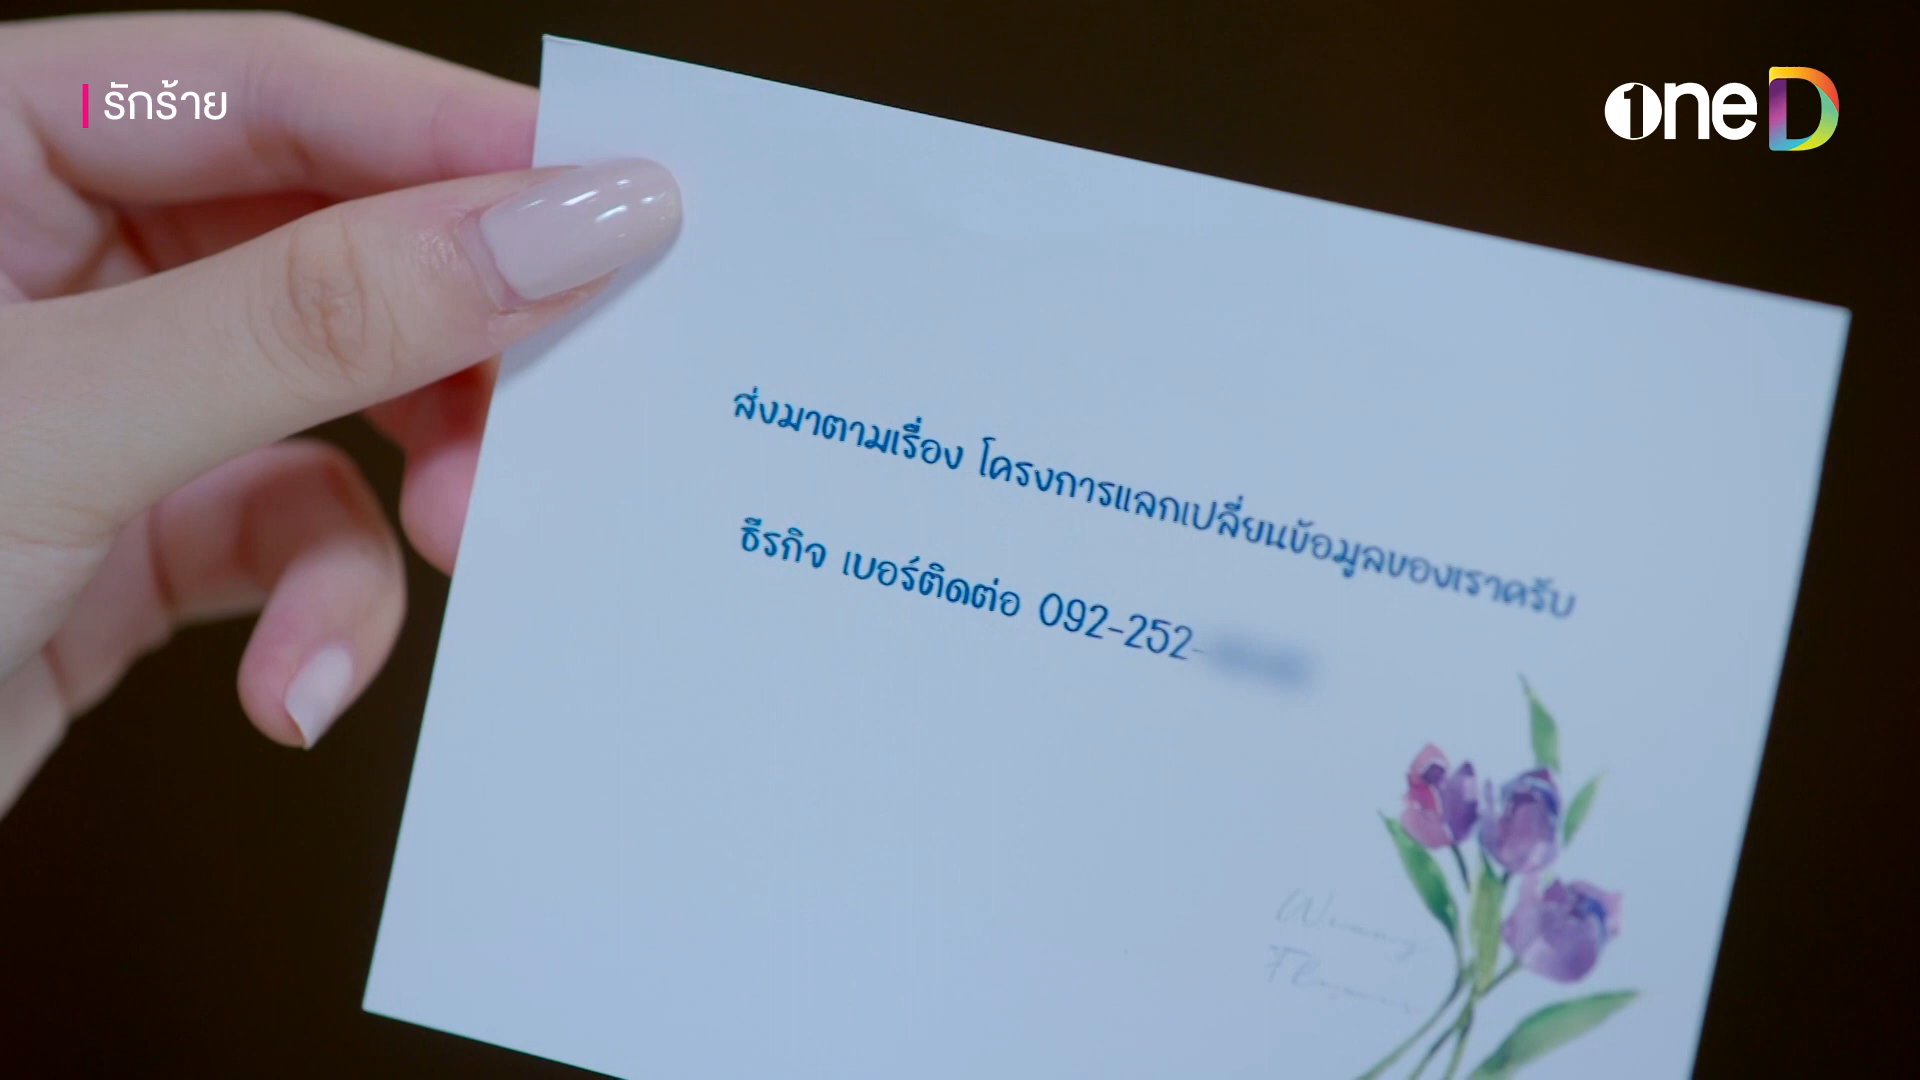 รักร้าย
oneD
ส่งมาตามเรื่อง โครงการแลกเปลี่ยนข้อมูลของเราครับ
ธีรกิจ เบอร์ติดต่อ 092-252-